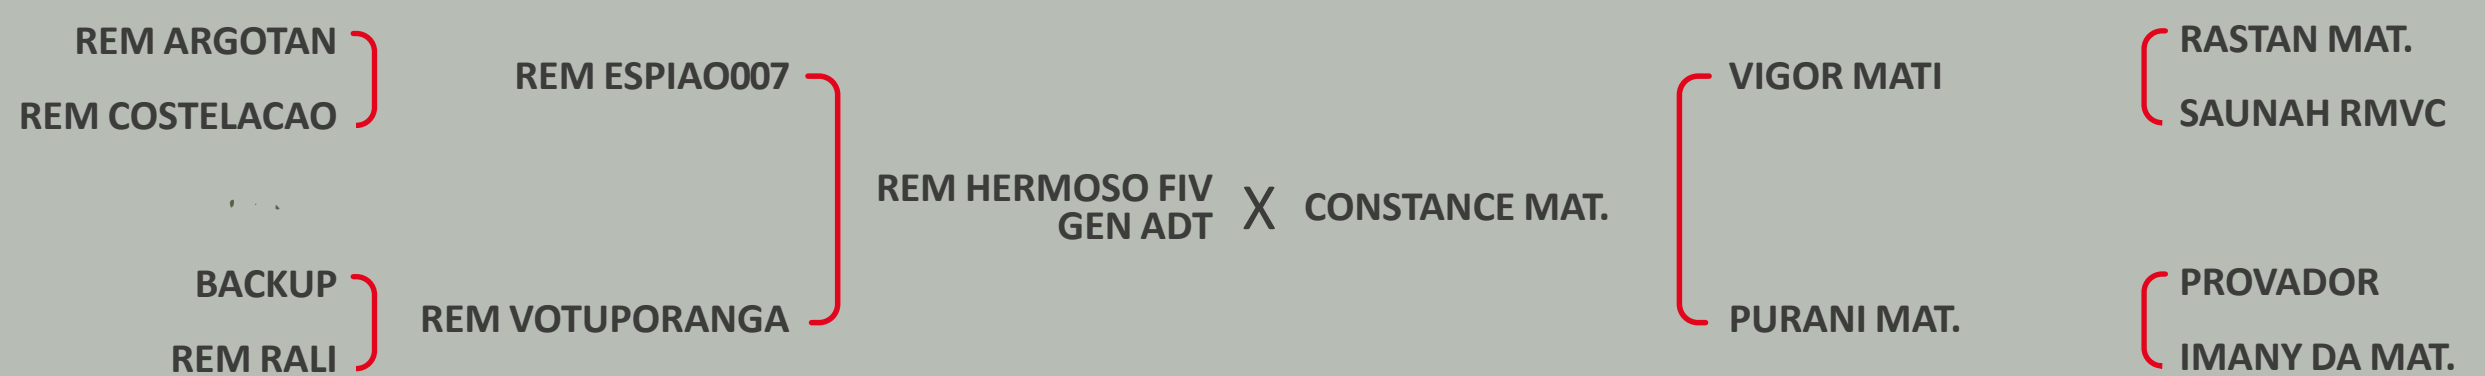 REM ARGOTAN
REM COSTELACAO
REM ESPIAO007
BACKUP
REM RALI
REM VOTUPORANGA
REM HERMOSO FIV
GEN ADT
X
CONSTANCE MAT.
VIGOR MATI
PURANI MAT.
RASTAN MAT.
SAUNAH RMVC
PROVADOR
IMANY DA MAT.